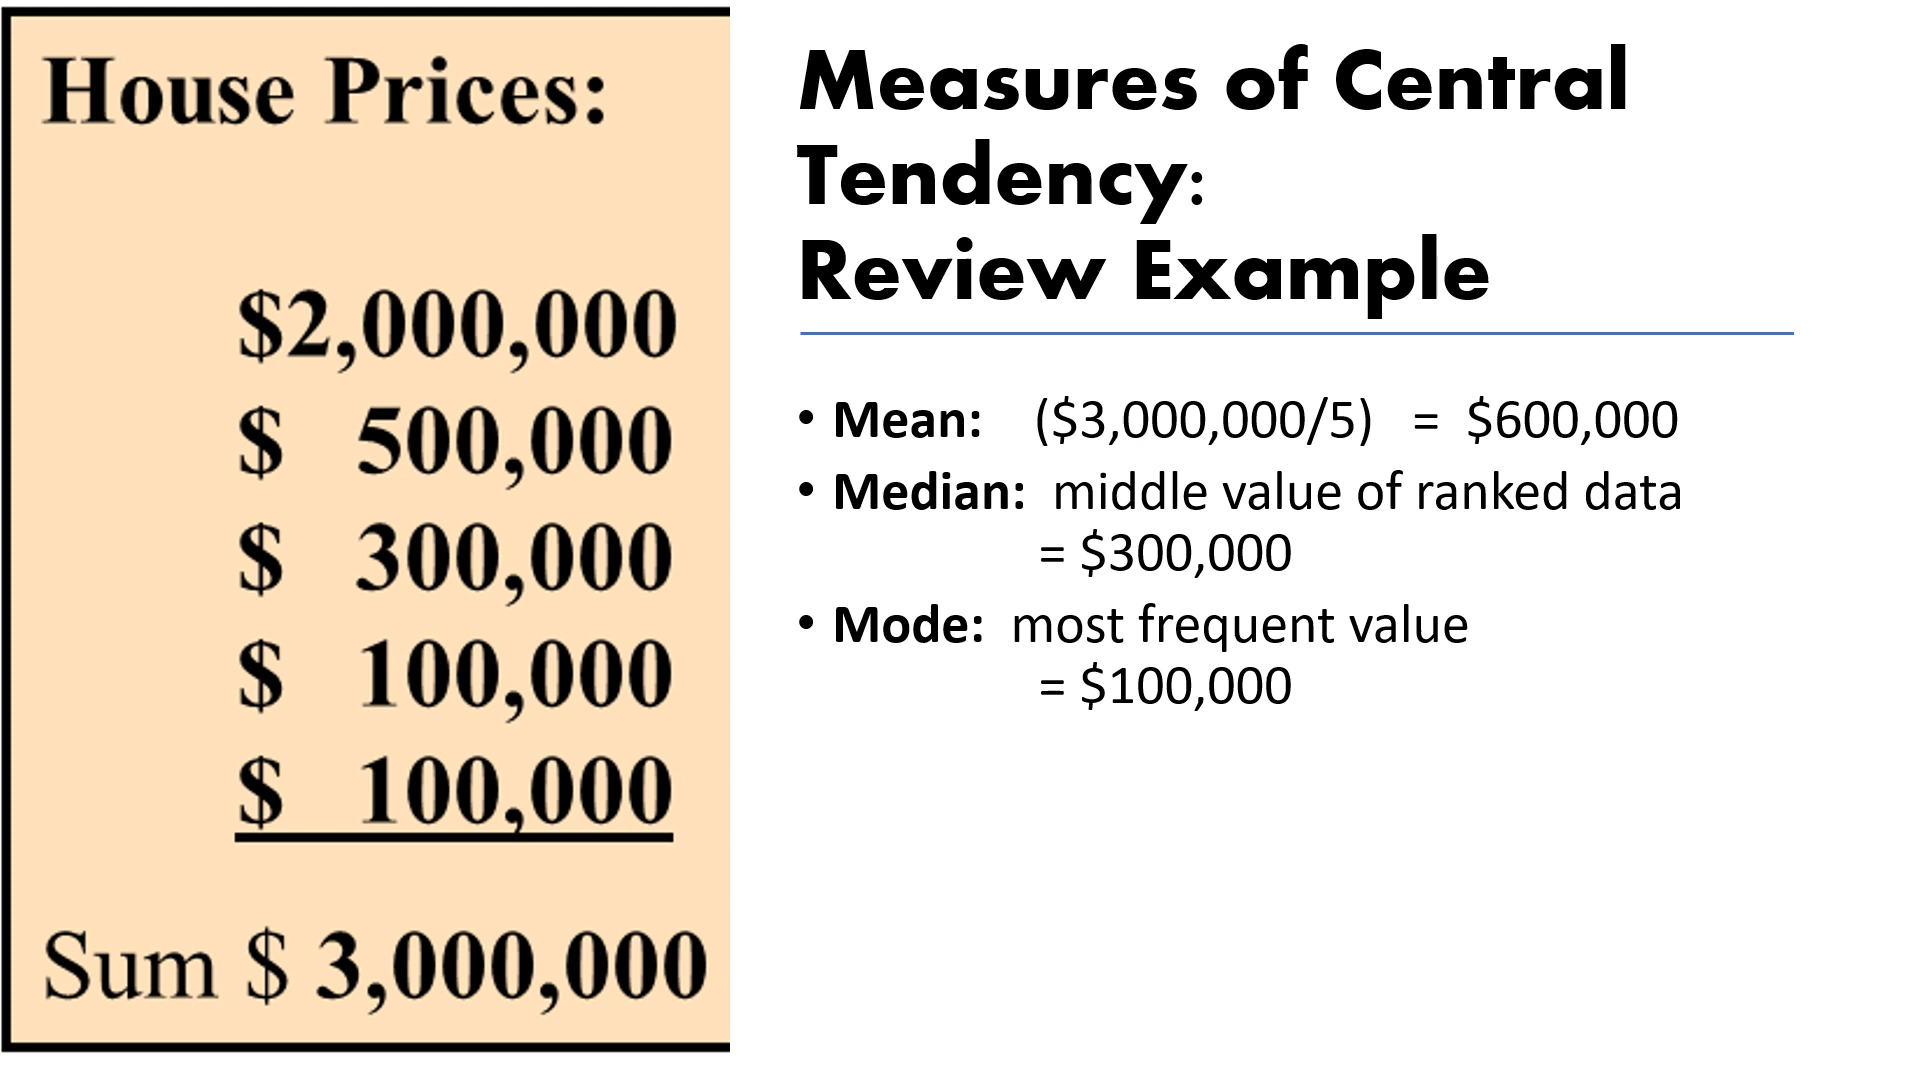 House Prices:
$2,000,000
$ 500,000
$ 300,000
$ 100,000
$ 100,000
Sum $ 3,000,000
Measures of Central
Tendency:
Review Example
• Mean: ($3,000,000/5) = $600,000
• Median: middle value of ranked data
= $300,000
• Mode: most frequent value
= $100,000